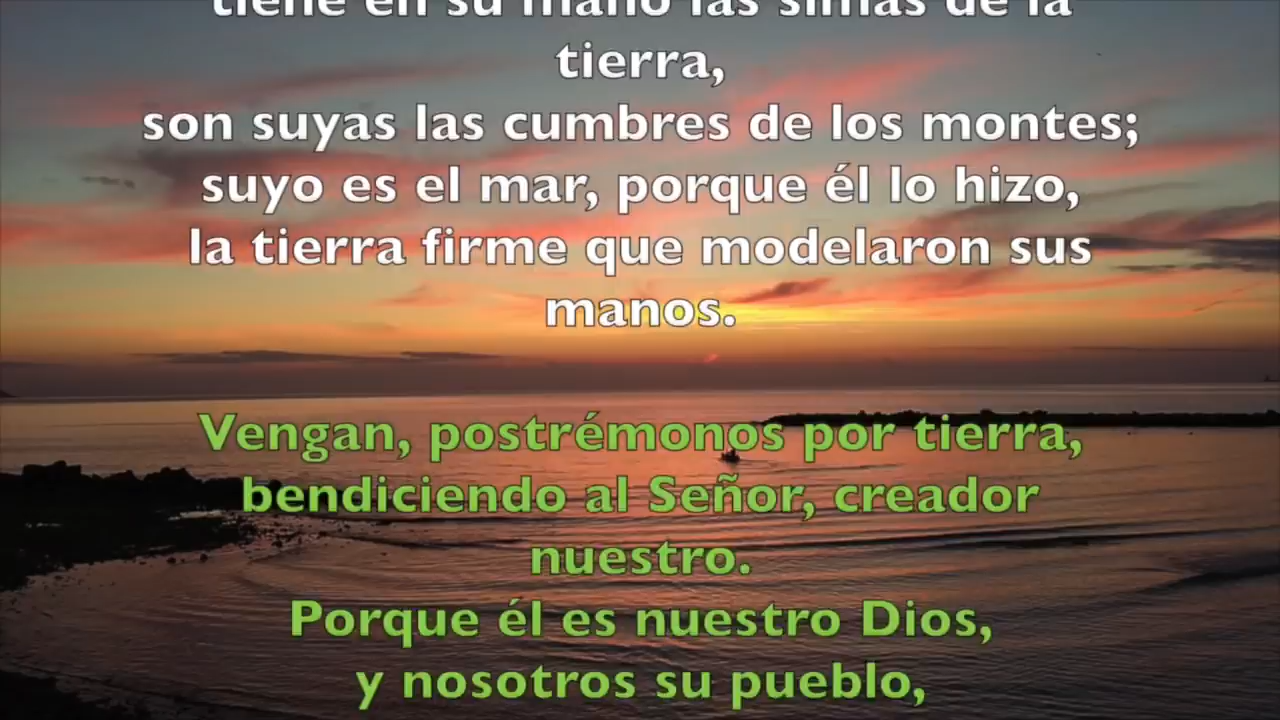 tiene en su mano las simas de la
tierra,
son suyas las cumbres de los montes;
suyo es el mar, porque él lo hizo,
la tierra firme que modelaron sus
manos.
Vengan, postrémonos por tierra,
bendiciendo al Señor, creador
nuestro.
Porque él es nuestro Dios,
y nosotros su pueblo,